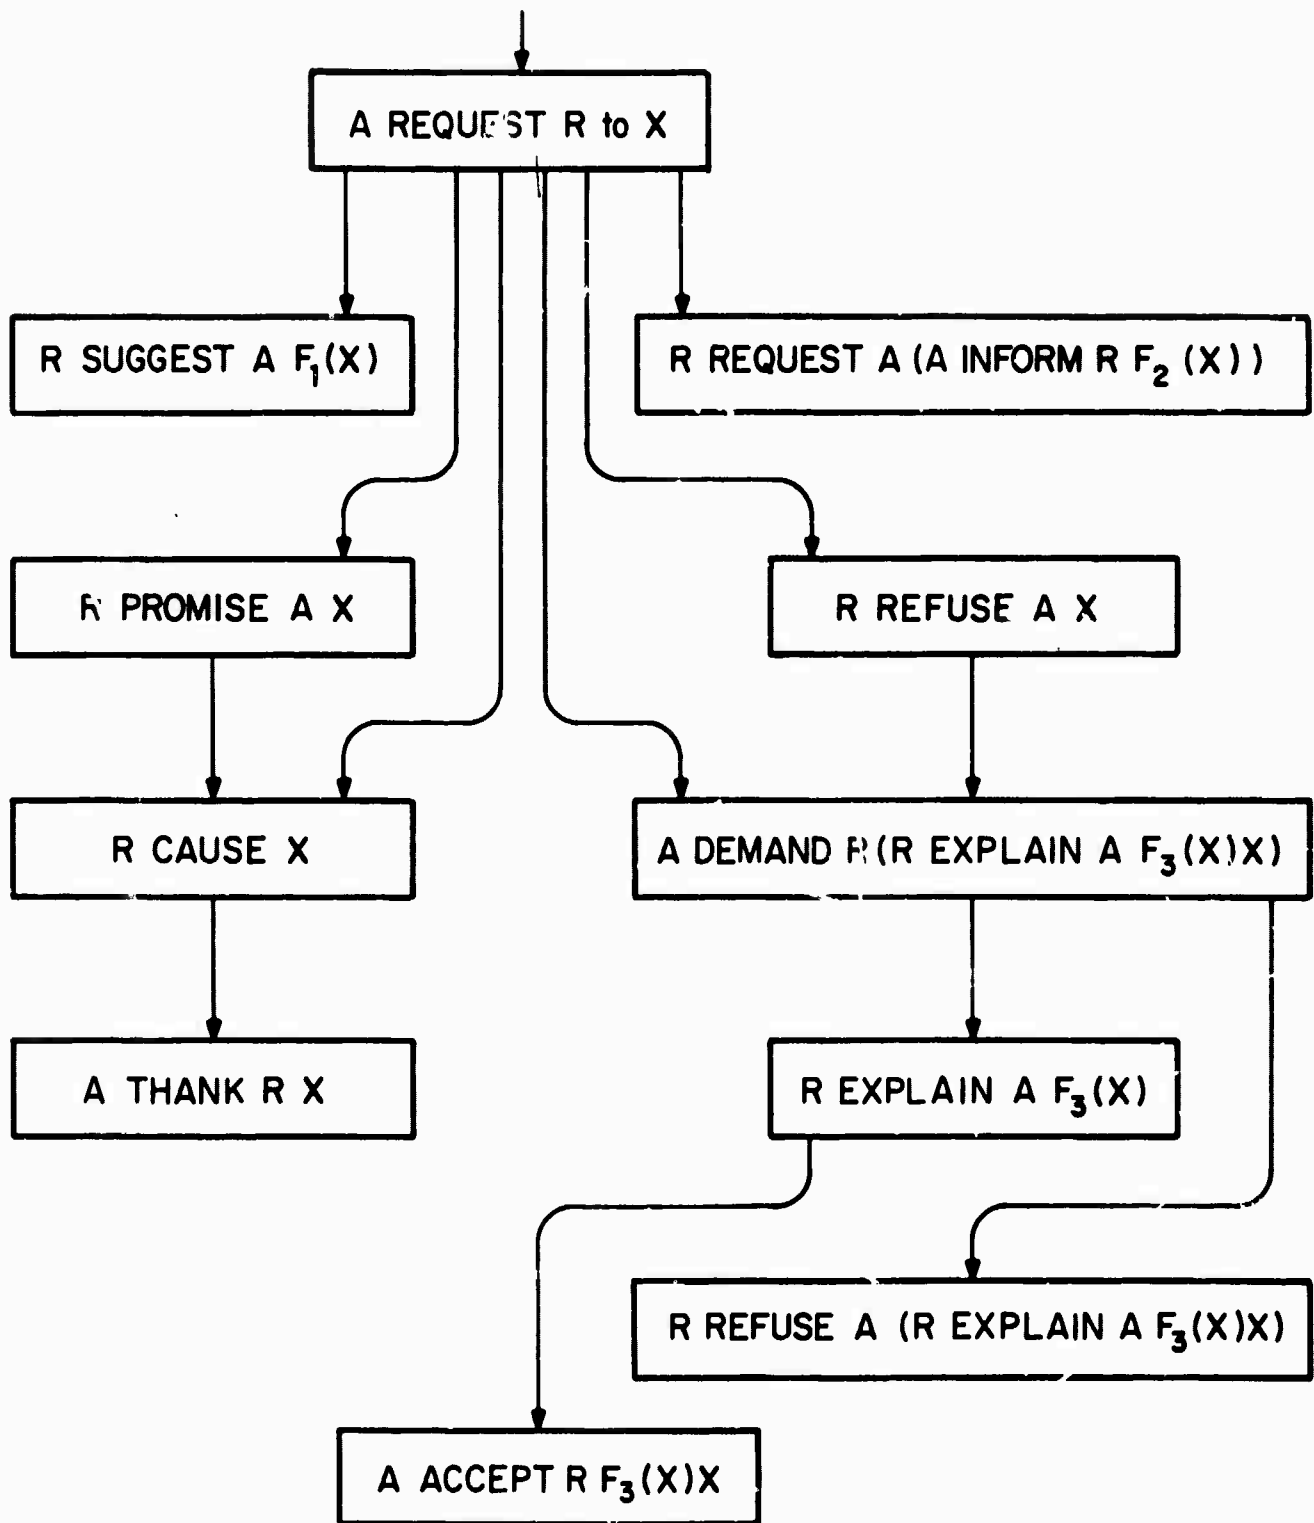 A REQUEST R to X
R SUGGEST A F₁(X)
R REQUEST A (A INFORM R F₂ (X))
R PROMISE A X
R REFUSE A X
R CAUSE X
A DEMAND R (R EXPLAIN A F₃(X)X)
A THANK R X
R EXPLAIN A F₃(X)
R REFUSE A (R EXPLAIN A F₃(X)X)
A ACCEPT R F₃(X)X